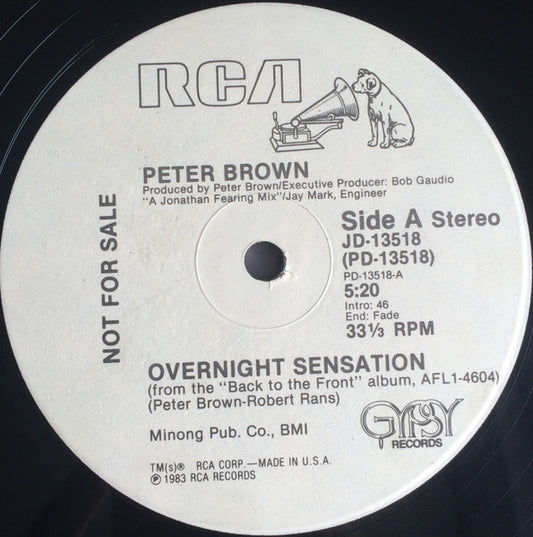 RCA
PETER BROWN
Produced by Peter Brown/Executive Producer: Bob Gaudio
"A Jonathan Fearing Mix"/Jay Mark, Engineer
NOT FOR SALE
Side A Stereo
JD-13518
(PD-13518)
PD-13518-A
5:20
Intro: 46
End: Fade
33⅓ RPM
OVERNIGHT SENSATION
(from the "Back to the Front" album, AFL1-4604)
(Peter Brown-Robert Rans)
GYPSY
RECORDS
Minong Pub. Co., BMI
TM(s)® RCA CORP.—MADE IN U.S.A.
℗ 1983 RCA RECORDS